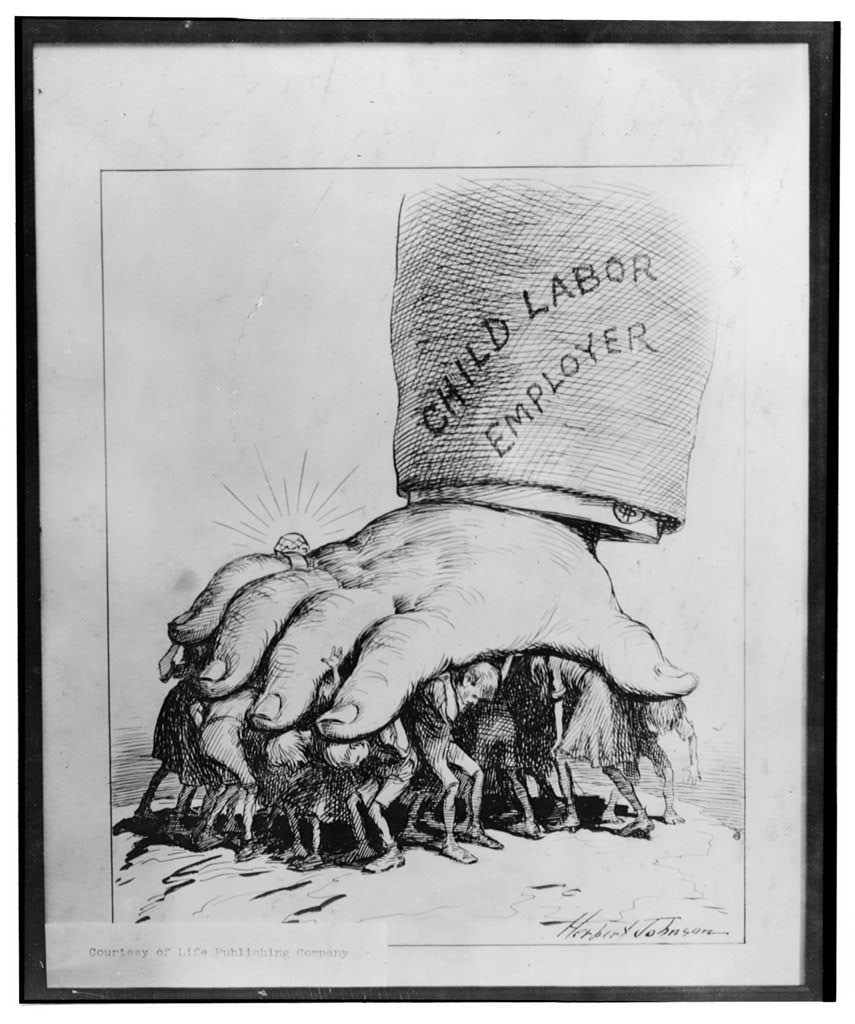 CHILD LABOR
EMPLOYER
Herbert Johnson
Courtesy of Life Publishing Company